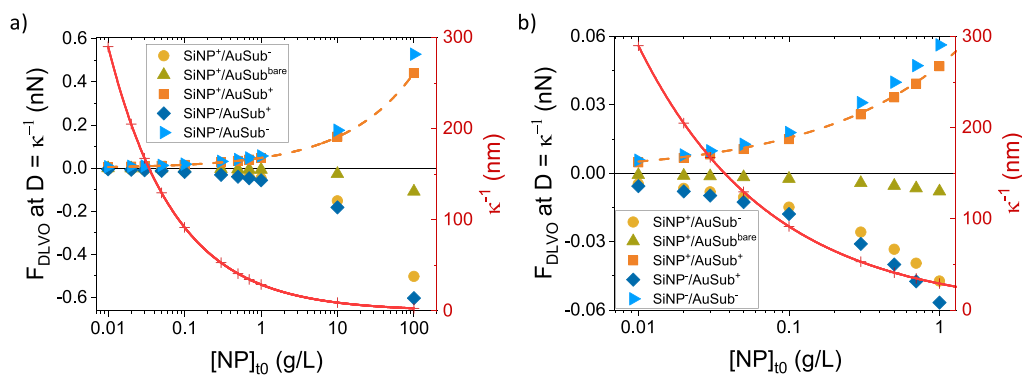 a)
F_DLVO at D = κ⁻¹ (nN)
0.6
0.4
0.2
0.0
-0.2
-0.4
-0.6
SiNP⁺/AuSub⁻
SiNP⁺/AuSub^bare
SiNP⁺/AuSub⁺
SiNP⁻/AuSub⁺
SiNP⁻/AuSub⁻
300
200
100
0
κ⁻¹ (nm)
0.01 0.1 1 10 100
[NP]_t0 (g/L)
b)
F_DLVO at D = κ⁻¹ (nN)
0.06
0.03
0.00
-0.03
-0.06
SiNP⁺/AuSub⁻
SiNP⁺/AuSub^bare
SiNP⁺/AuSub⁺
SiNP⁻/AuSub⁺
SiNP⁻/AuSub⁻
300
200
100
0
κ⁻¹ (nm)
0.01 0.1 1
[NP]_t0 (g/L)